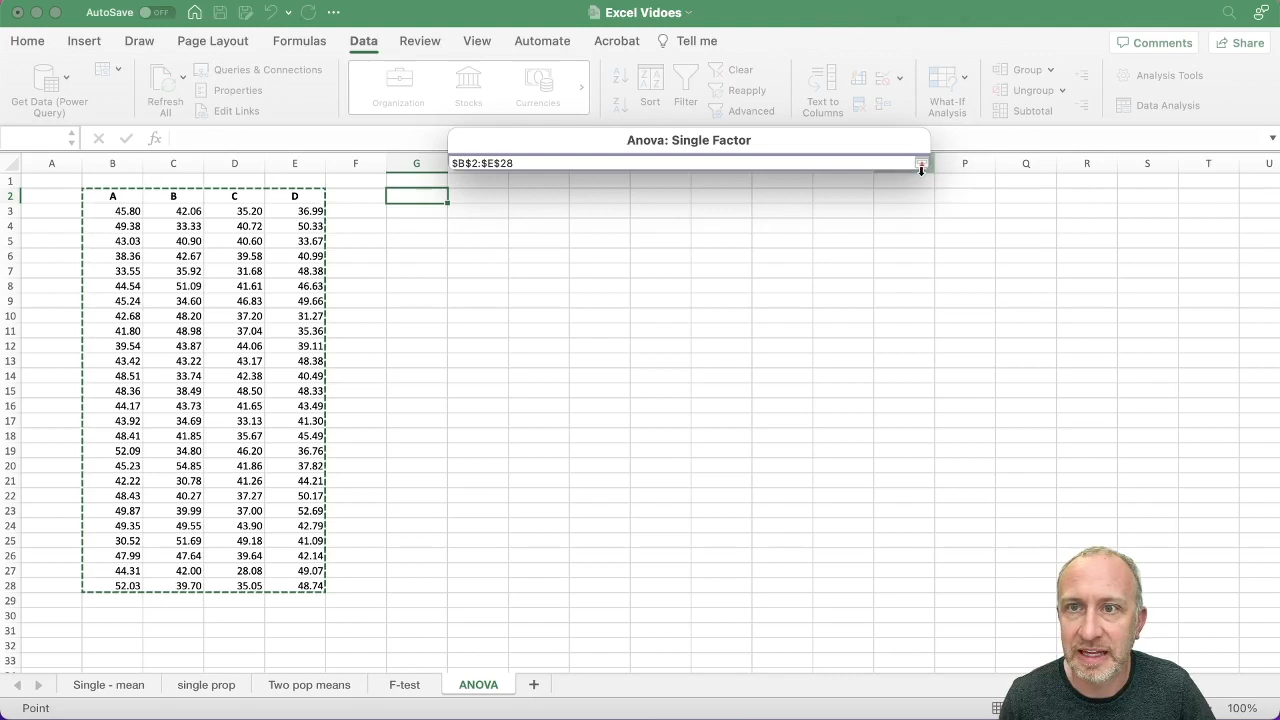 AutoSave OFF
Excel Vidoes
Home Insert Draw Page Layout Formulas Data Review View Automate Acrobat Tell me
Comments Share
Get Data (Power Query)
Refresh All
Queries & Connections
Properties
Edit Links
Organization Stocks Currencies
Sort Filter
Clear
Reapply
Advanced
Text to Columns
What-If Analysis
Group
Ungroup
Subtotal
Analysis Tools
Data Analysis
fx
Anova: Single Factor
$B$2:$E$28
A B C D E F G P Q R S T U
1
2 A B C D
3 45.80 42.06 35.20 36.99
4 49.38 33.33 40.72 50.33
5 43.03 40.90 40.60 33.67
6 38.36 42.67 39.58 40.99
7 33.55 35.92 31.68 48.38
8 44.54 51.09 41.61 46.63
9 45.24 34.60 46.83 49.66
10 42.68 48.20 37.20 31.27
11 41.80 48.98 37.04 35.36
12 39.54 43.87 44.06 39.11
13 43.42 43.22 43.17 48.38
14 48.51 33.74 42.38 40.49
15 48.36 38.49 48.50 48.33
16 44.17 43.73 41.65 43.49
17 43.92 34.69 33.13 41.30
18 48.41 41.85 35.67 45.49
19 52.09 34.80 46.20 36.76
20 45.23 54.85 41.86 37.82
21 42.22 30.78 41.26 44.21
22 48.43 40.27 37.27 50.17
23 49.87 39.99 37.00 52.69
24 49.35 49.55 43.90 42.79
25 30.52 51.69 49.18 41.09
26 47.99 47.64 39.64 42.14
27 44.31 42.00 28.08 49.07
28 52.03 39.70 35.05 48.74
29
30
31
32
33
Single - mean single prop Two pop means F-test ANOVA
Point
100%